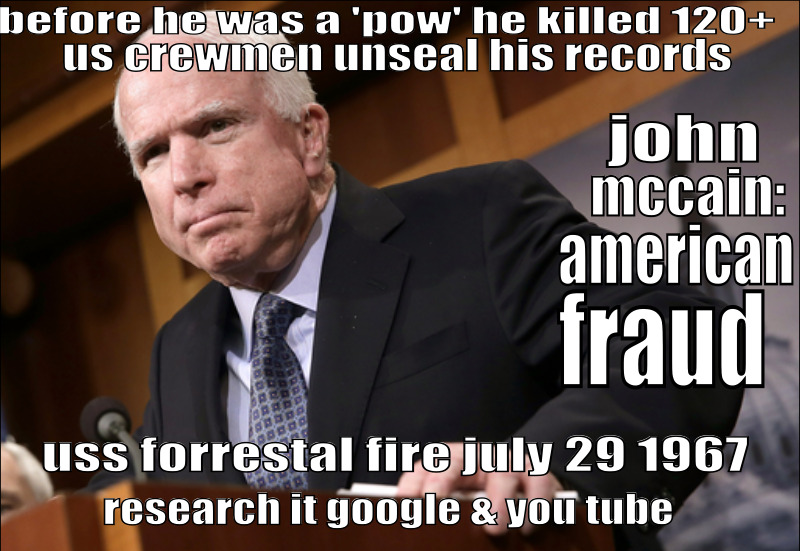 before he was a 'pow' he killed 120+
us crewmen unseal his records
john
mccain:
american
fraud
uss forrestal fire july 29 1967
research it google & you tube